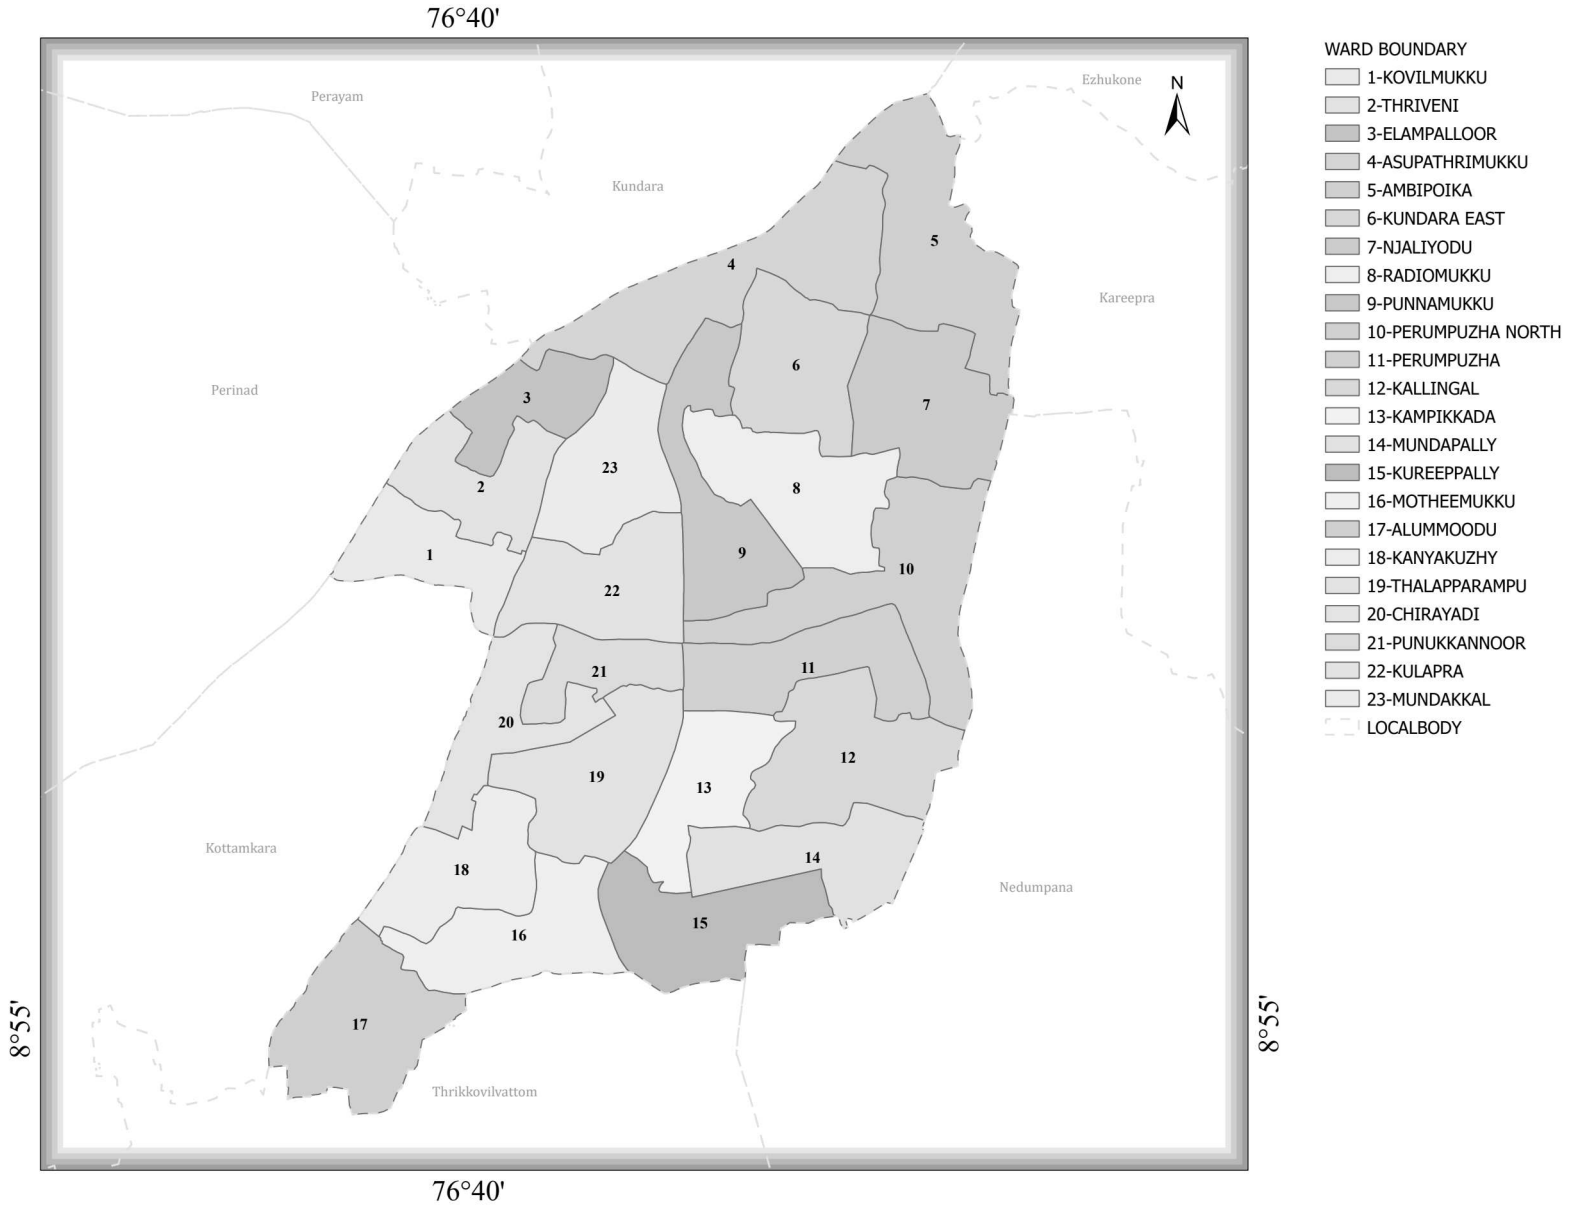 76°40'
WARD BOUNDARY
1-KOVILMUKKU
2-THRIVENI
3-ELAMPALLOOR
4-ASUPATHRIMUKKU
5-AMBIPOIKA
6-KUNDARA EAST
7-NJALIYODU
8-RADIOMUKKU
9-PUNNAMUKKU
10-PERUMPUZHA NORTH
11-PERUMPUZHA
12-KALLINGAL
13-KAMPIKKADA
14-MUNDAPALLY
15-KUREEPPALLY
16-MOTHEEMUKKU
17-ALUMMOODU
18-KANYAKUZHY
19-THALAPPARAMPU
20-CHIRAYADI
21-PUNUKKANNOOR
22-KULAPRA
23-MUNDAKKAL
LOCALBODY
N
Ezhukone
Perayam
Kundara
5
4
Kareepra
6
Perinad
3
7
23
2
8
1
9
10
22
11
21
20
12
19
13
Kottamkara
14
18
Nedumpana
15
16
8°55'
17
8°55'
Thrikkovilvattom
76°40'